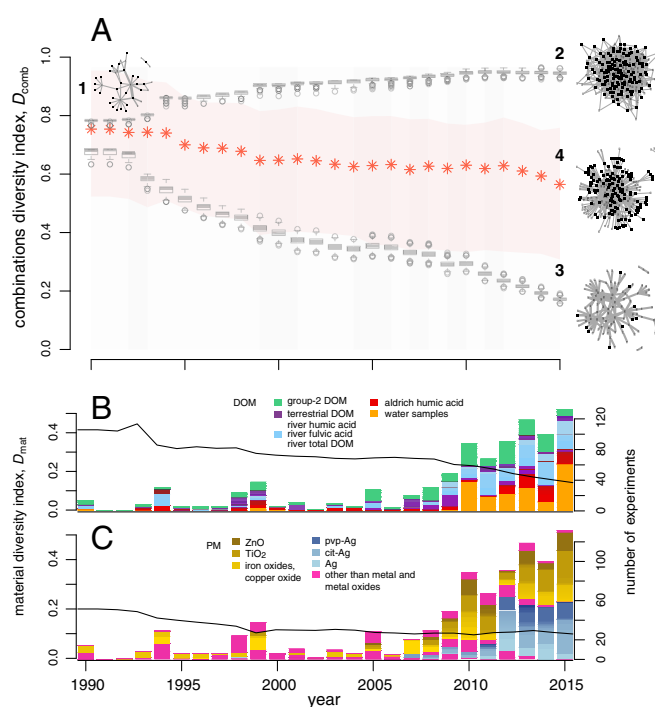 A
combinations diversity index, Dcomb
1.0
0.8
0.6
0.4
0.2
0
1
2
4
3
B
material diversity index, Dmat
0.4
0.2
0.0
DOM
group-2 DOM
terrestrial DOM
river humic acid
river fulvic acid
river total DOM
aldrich humic acid
water samples
120
80
40
0
number of experiments
C
0.4
0.2
0.0
PM
ZnO
TiO2
iron oxides,
copper oxide
pvp-Ag
cit-Ag
Ag
other than metal and
metal oxides
100
60
20
0
1990
1995
2000
2005
2010
2015
year